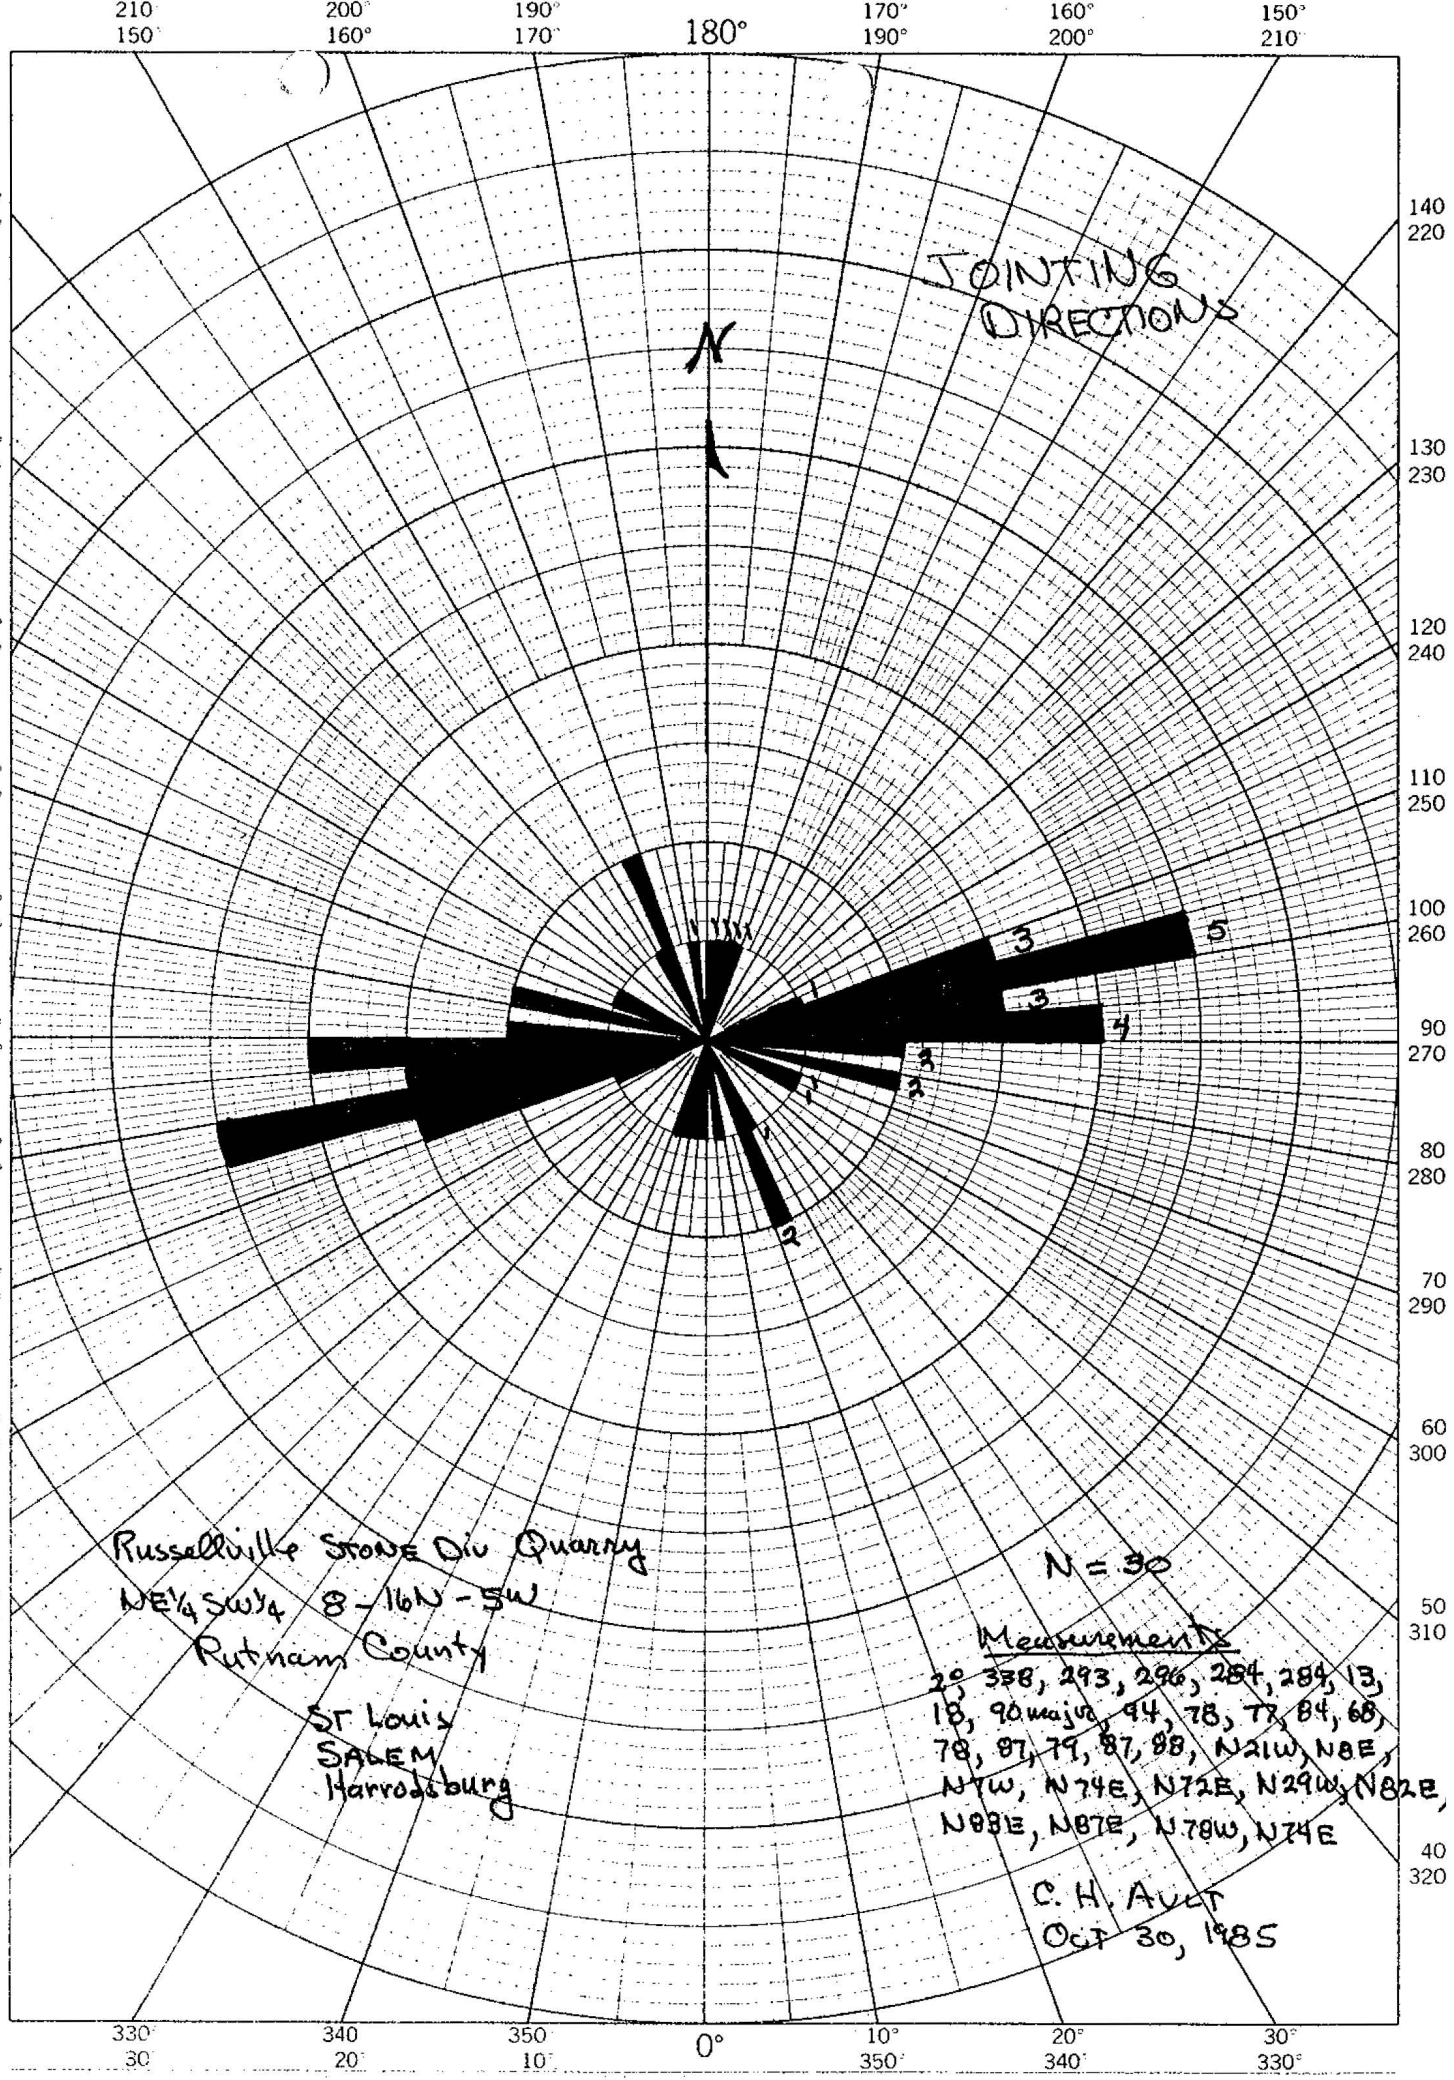 210° 200° 190° 170° 160° 150°
150° 160° 170° 180° 190° 200° 210°
140
220
JOINTING
DIRECTIONS
N
130
230
120
240
110
250
100
260
90
270
80
280
70
290
60
300
50
310
40
320
1 1 1 1 1
3
5
1
3
4
3
2
1
1
2
Russellville STONE Div Quarry
NE¼ SW¼ 8-16N-5W
Putnam County
ST Louis
SALEM
Harrodsburg
N = 30
Measurements
2°, 338, 293, 296, 284, 284, 13,
18, 90 major, 94, 78, 77, 84, 68,
78, 87, 79, 87, 88, N21W, N8E,
N7W, N74E, N72E, N29W, N82E,
N83E, N87E, N78W, N74E
C. H. AULT
OCT 30, 1985
330° 340 350 0° 10° 20° 30°
30 20° 10° 350° 340° 330°